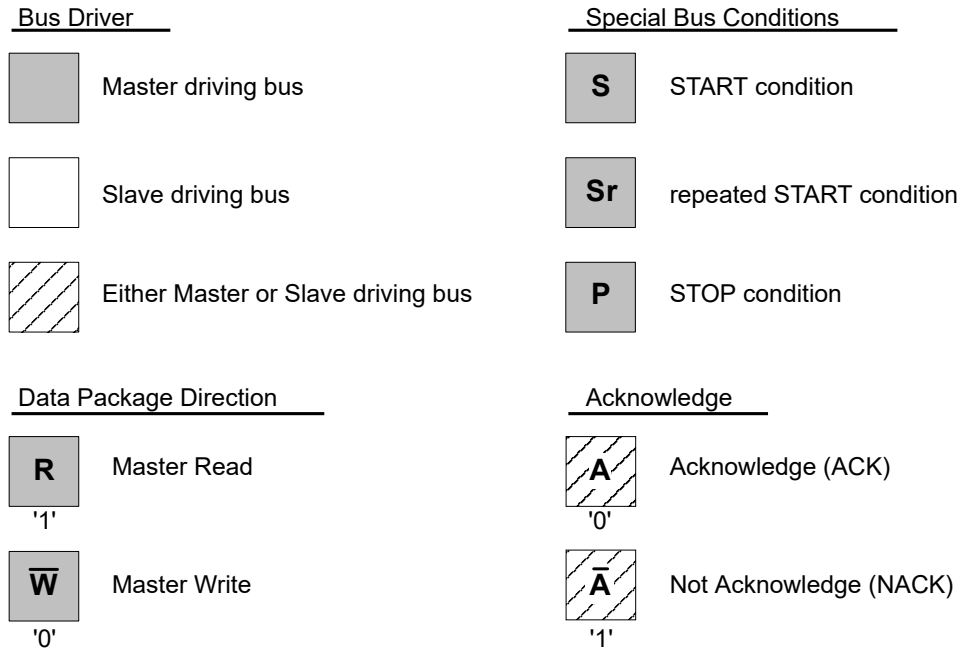 Bus Driver
Master driving bus
Slave driving bus
Either Master or Slave driving bus
Special Bus Conditions
S START condition
Sr repeated START condition
P STOP condition
Data Package Direction
R Master Read
'1'
W̅ Master Write
'0'
Acknowledge
A Acknowledge (ACK)
'0'
A̅ Not Acknowledge (NACK)
'1'